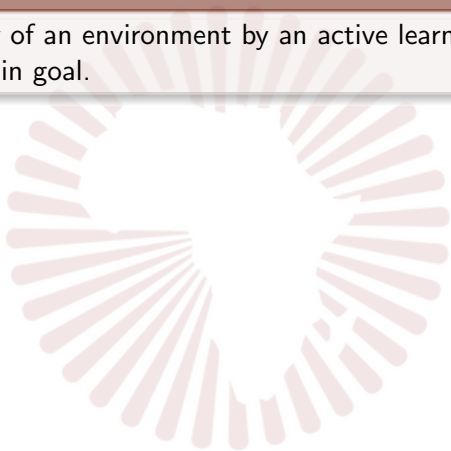 of an environment by an active learn
in goal.